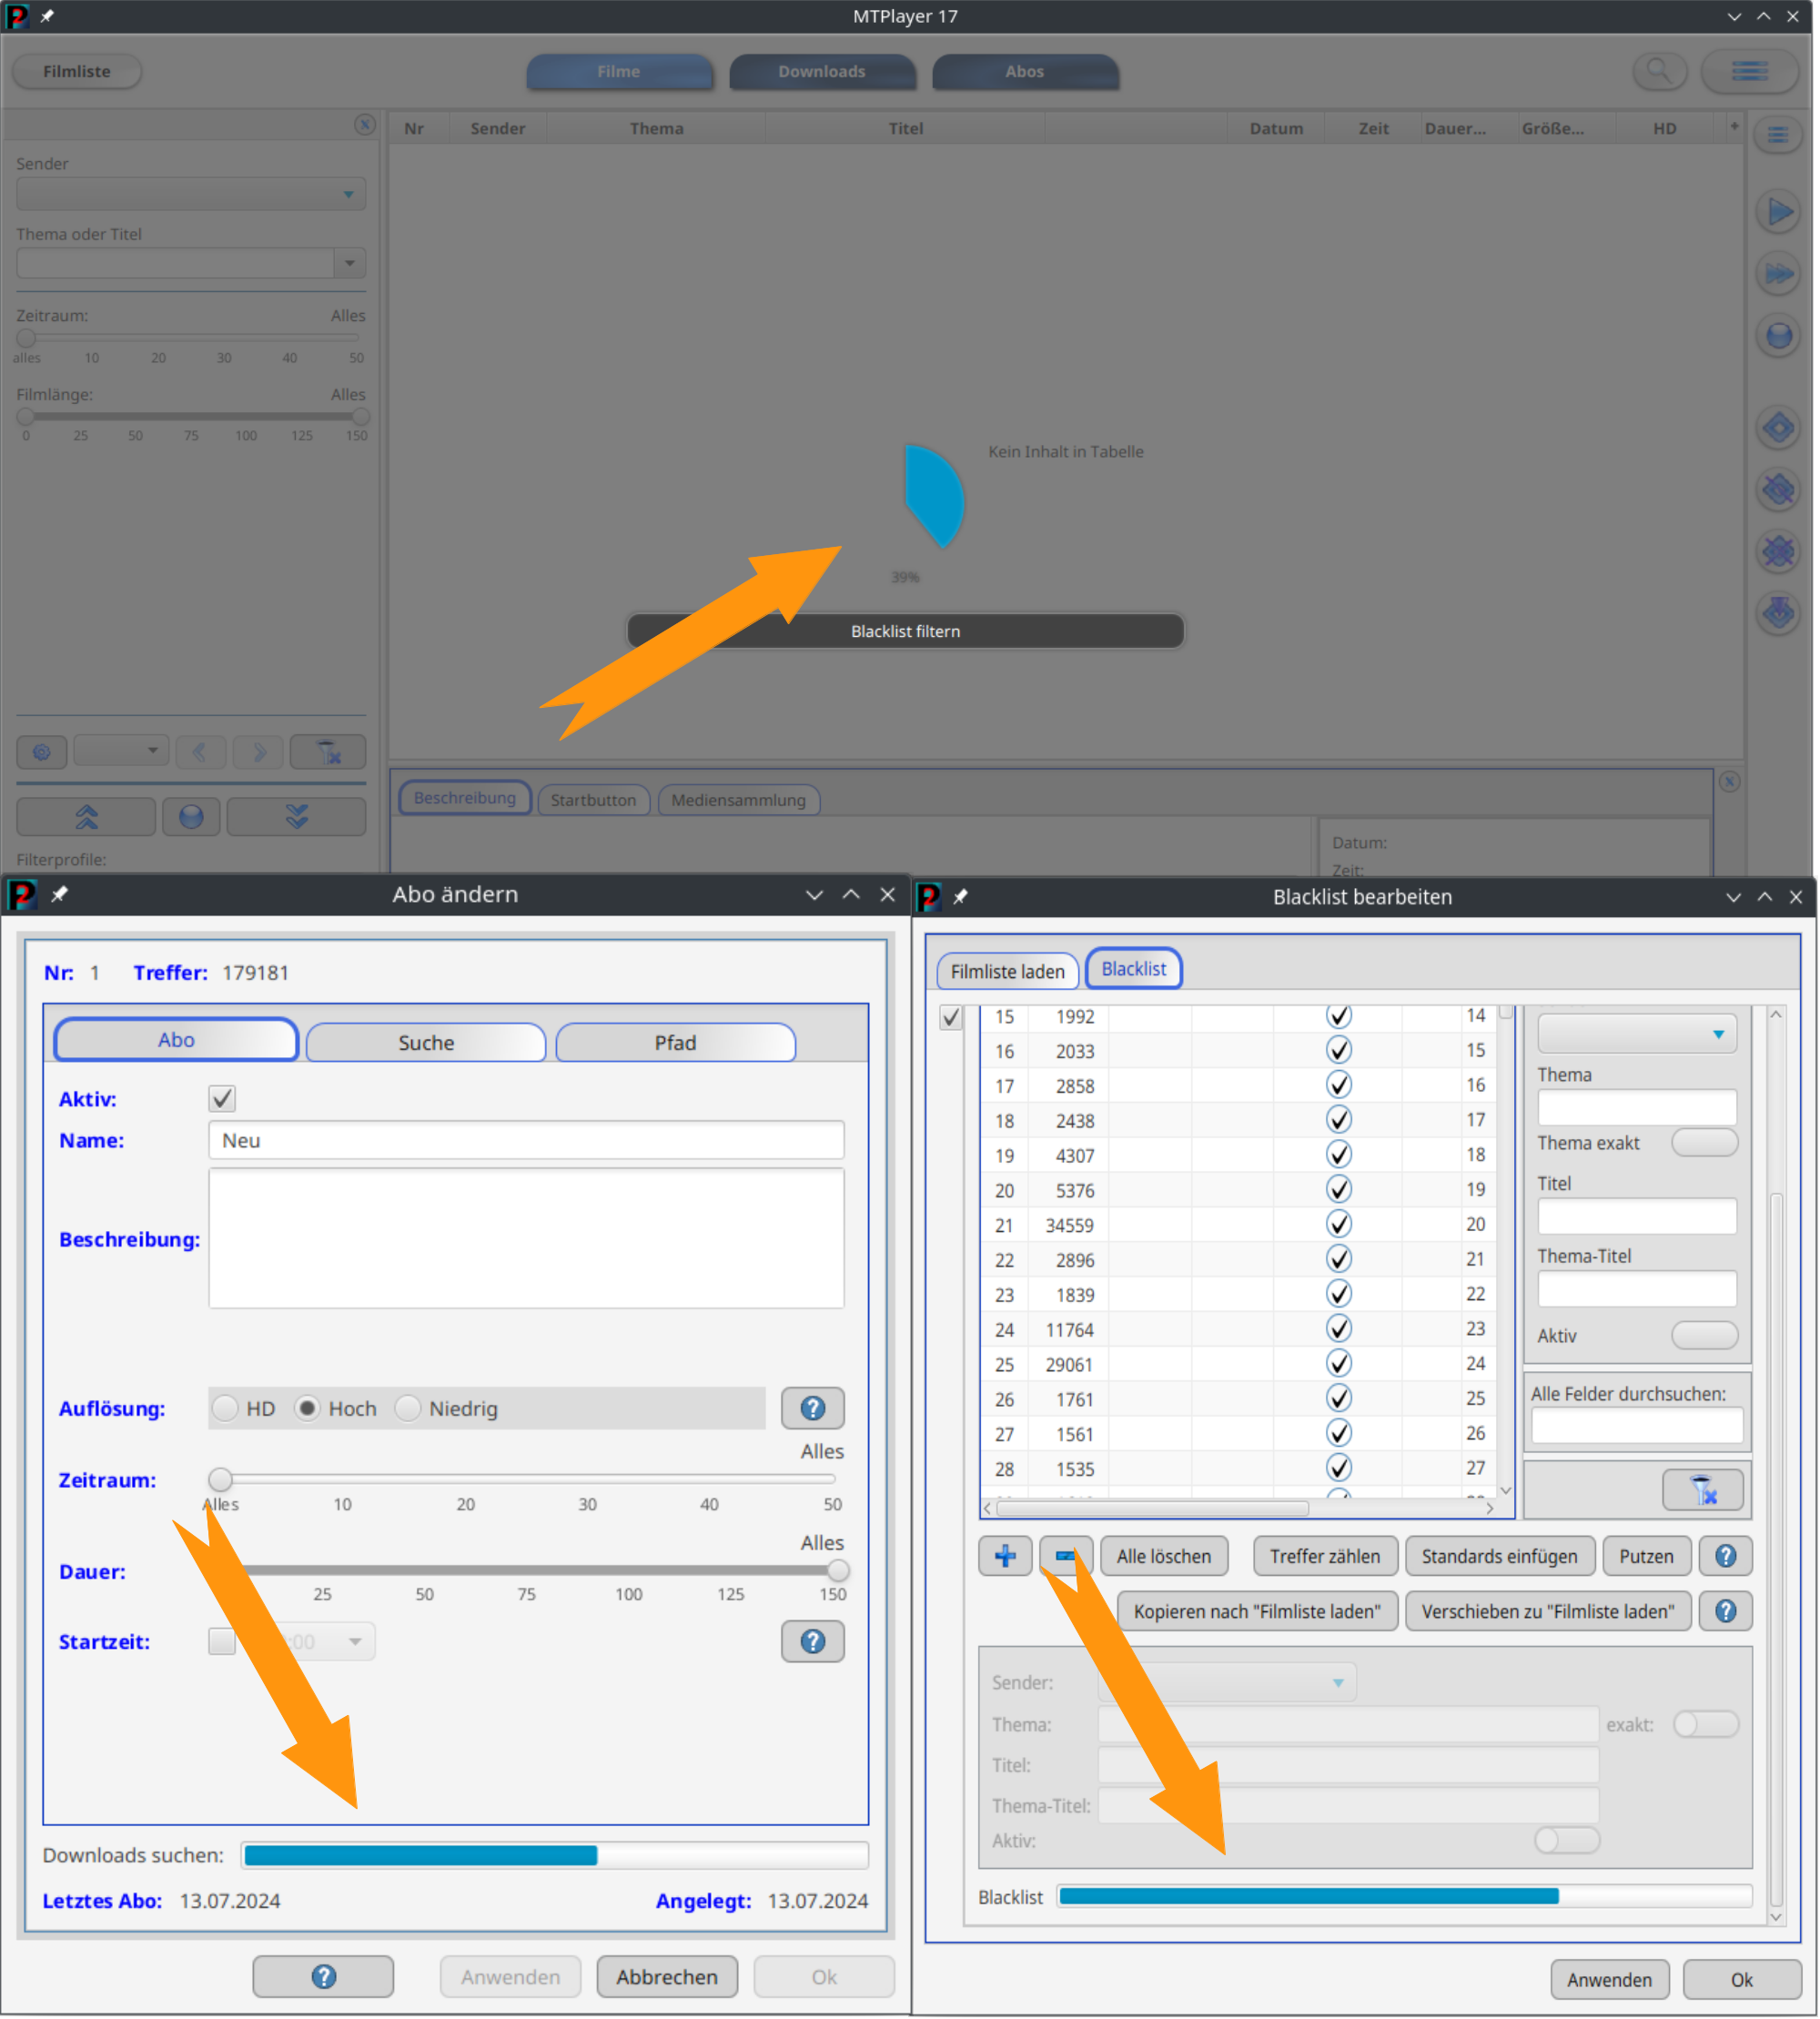 MTPlayer 17
Filmliste
Filme
Downloads
Abos
Nr Sender Thema Titel Datum Zeit Dauer... Größe... HD +
Sender
Thema oder Titel
Zeitraum: Alles
alles 10 20 30 40 50
Filmlänge: Alles
0 25 50 75 100 125 150
Kein Inhalt in Tabelle
39%
Blacklist filtern
Beschreibung
Startbutton
Mediensammlung
Datum:
Zeit:
Filterprofile:
Abo ändern
Nr: 1 Treffer: 179181
Abo
Suche
Pfad
Aktiv:
Name: Neu
Beschreibung:
Auflösung: HD Hoch Niedrig
Alles
Zeitraum:
Alles 10 20 30 40 50
Alles
Dauer:
25 50 75 100 125 150
Startzeit: :00
Downloads suchen:
Letztes Abo: 13.07.2024 Angelegt: 13.07.2024
Anwenden
Abbrechen
Ok
Blacklist bearbeiten
Filmliste laden
Blacklist
15 1992 14
16 2033 15
17 2858 16
18 2438 17
19 4307 18
20 5376 19
21 34559 20
22 2896 21
23 1839 22
24 11764 23
25 29061 24
26 1761 25
27 1561 26
28 1535 27
Thema
Thema exakt
Titel
Thema-Titel
Aktiv
Alle Felder durchsuchen:
Alle löschen
Treffer zählen
Standards einfügen
Putzen
Kopieren nach "Filmliste laden"
Verschieben zu "Filmliste laden"
Sender:
Thema: exakt:
Titel:
Thema-Titel:
Aktiv:
Blacklist
Anwenden
Ok